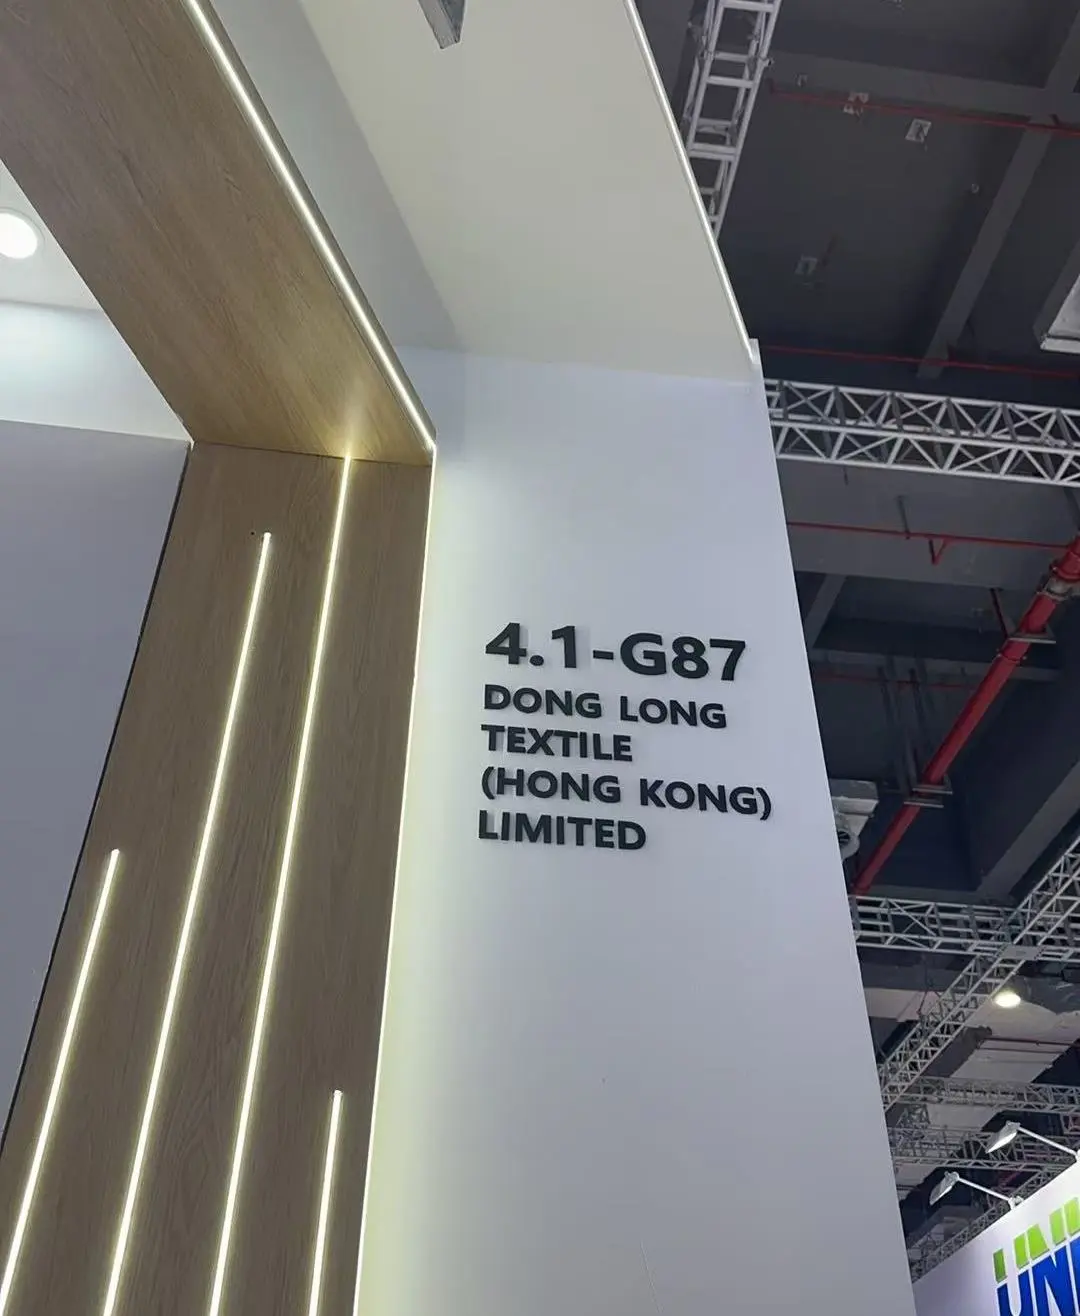 4.1-G87
DONG LONG
TEXTILE
(HONG KONG)
LIMITED